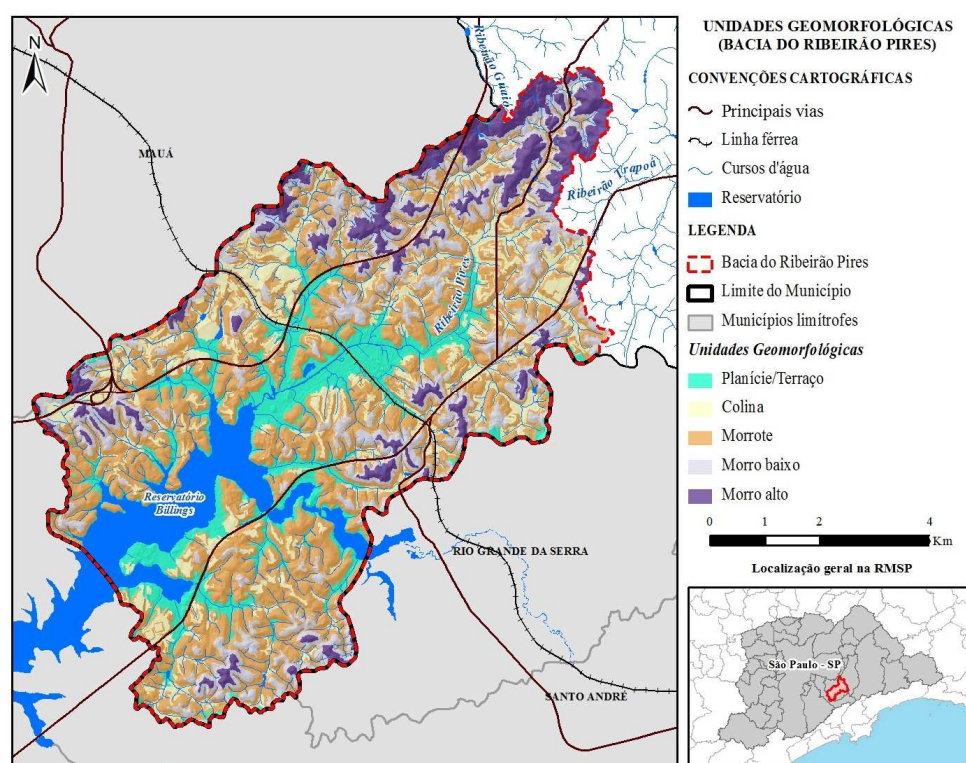 N
MAUÁ
Ribeirão Guaió
Ribeirão Trapoá
Ribeirão Pires
Reservatório
Billings
RIO GRANDE DA SERRA
SANTO ANDRÉ
UNIDADES GEOMORFOLÓGICAS
(BACIA DO RIBEIRÃO PIRES)
CONVENÇÕES CARTOGRÁFICAS
Principais vias
Linha férrea
Cursos d'água
Reservatório
LEGENDA
Bacia do Ribeirão Pires
Limite do Município
Municípios limítrofes
Unidades Geomorfológicas
Planície/Terraço
Colina
Morrote
Morro baixo
Morro alto
0 1 2 4
Km
Localização geral na RMSP
São Paulo - SP